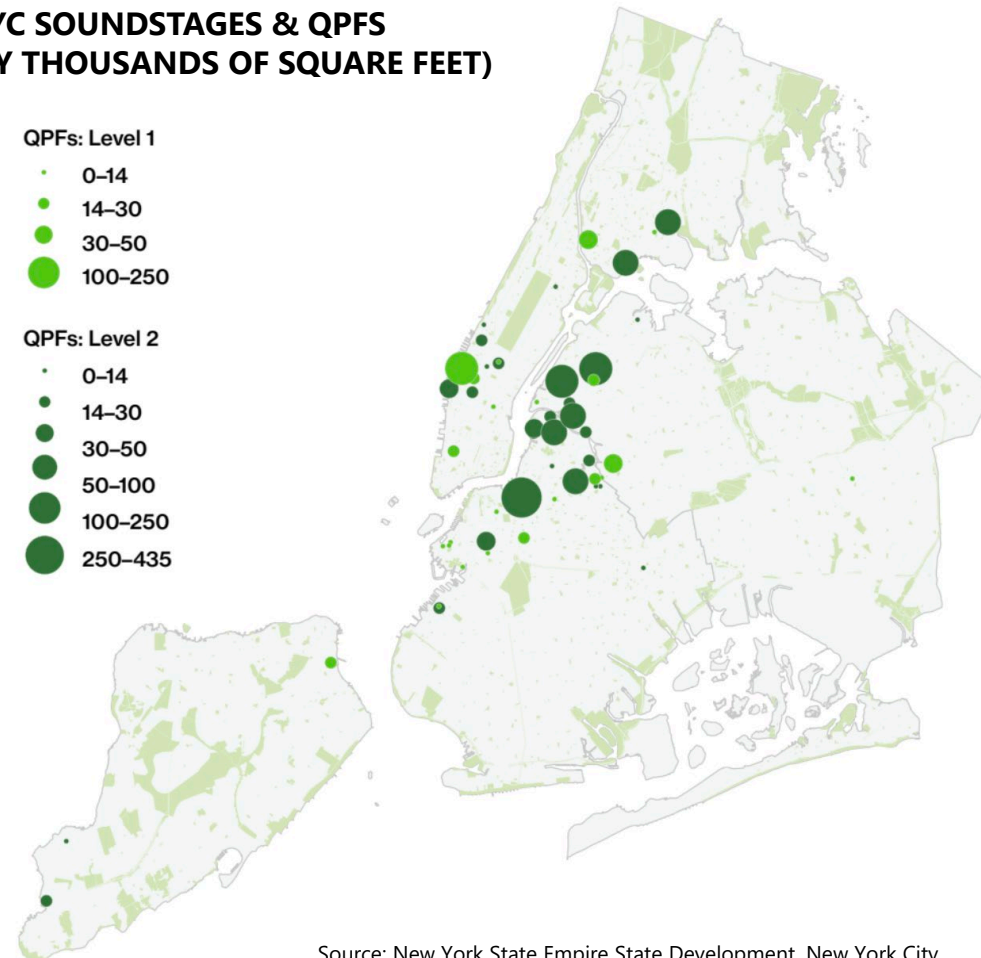 YC SOUNDSTAGES & QPFS
Y THOUSANDS OF SQUARE FEET)
QPFs: Level 1
0–14
14–30
30–50
100–250
QPFs: Level 2
0–14
14–30
30–50
50–100
100–250
250–435
Source: New York State Empire State Development, New York City